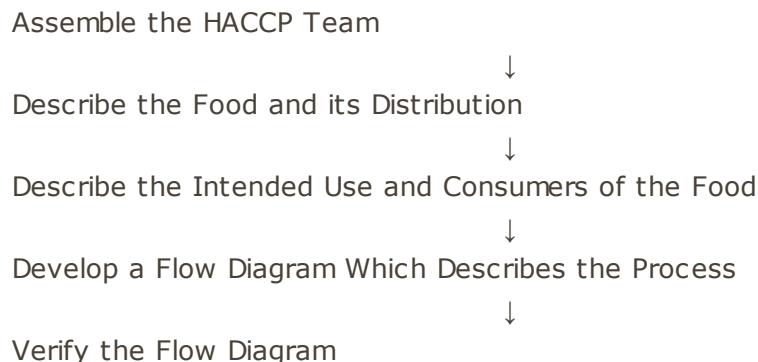 Assemble the HACCP Team
↓
Describe the Food and its Distribution
↓
Describe the Intended Use and Consumers of the Food
↓
Develop a Flow Diagram Which Describes the Process
↓
Verify the Flow Diagram